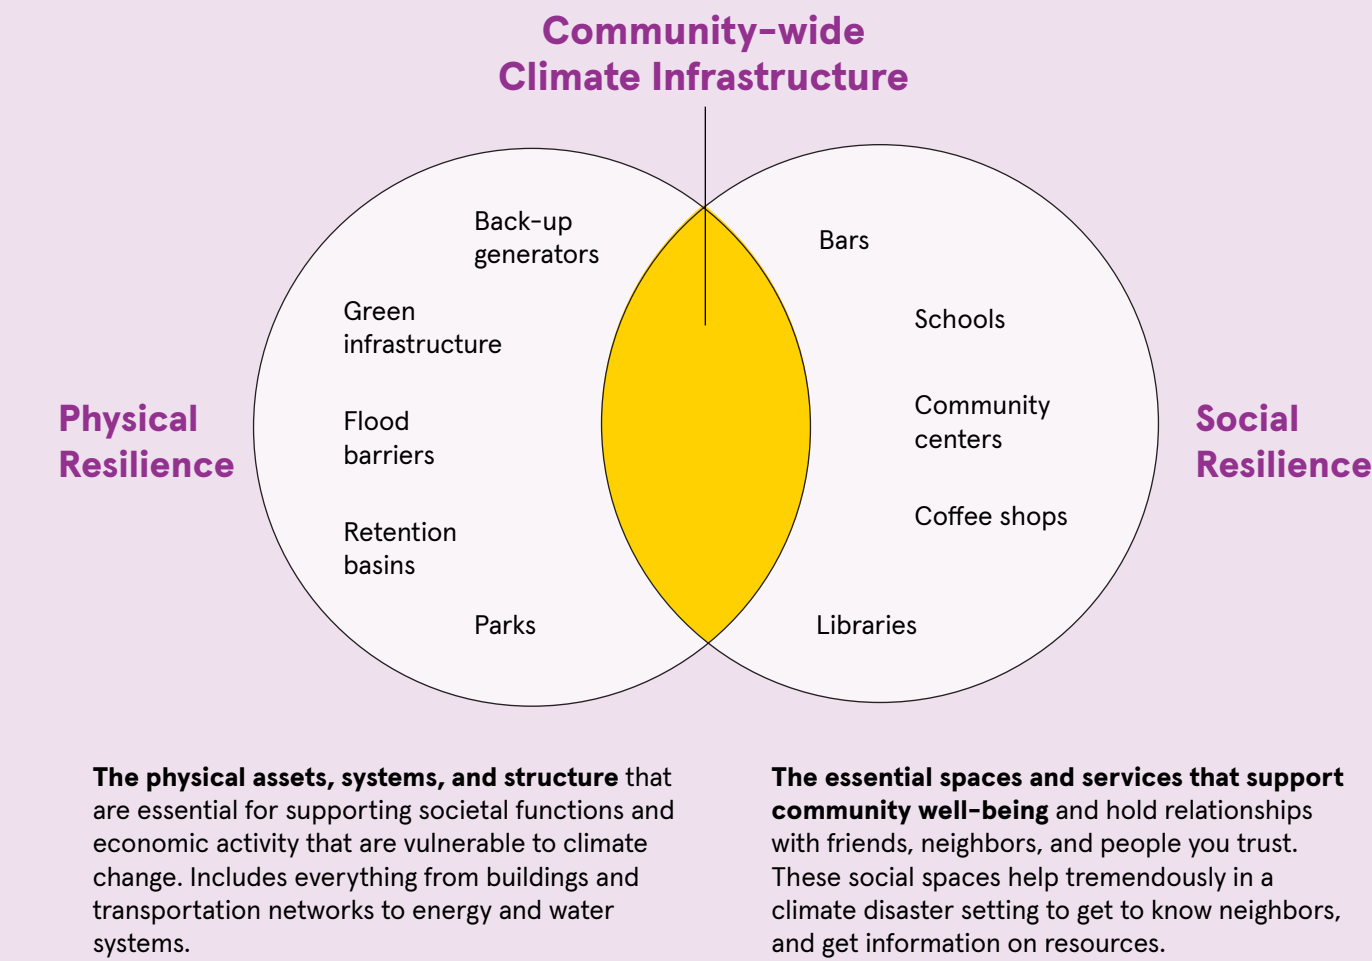 Community-wide
Climate Infrastructure
Physical
Resilience
Back-up
generators
Green
infrastructure
Flood
barriers
Retention
basins
Parks
Bars
Schools
Community
centers
Coffee shops
Libraries
Social
Resilience
The physical assets, systems, and structure that
are essential for supporting societal functions and
economic activity that are vulnerable to climate
change. Includes everything from buildings and
transportation networks to energy and water
systems.
The essential spaces and services that support
community well-being and hold relationships
with friends, neighbors, and people you trust.
These social spaces help tremendously in a
climate disaster setting to get to know neighbors,
and get information on resources.